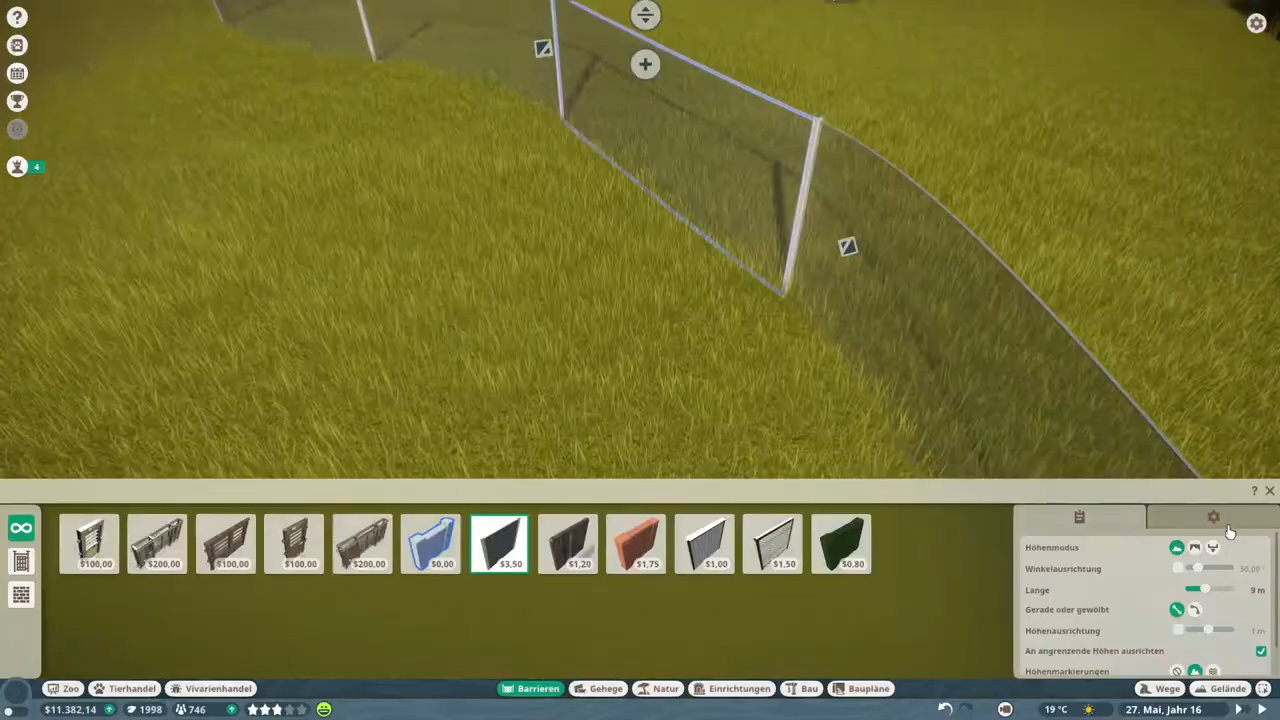 4
?
$100,00
$200,00
$100,00
$100,00
$200,00
$0,00
$3,50
$1,20
$1,75
$1,00
$1,50
$0,80
Höhenmodus
Winkelausrichtung
Länge
9 m
Gerade oder gewölbt
Höhenausrichtung
1 m
An angrenzende Höhen ausrichten
Höhenmarkierungen
Zoo
Tierhandel
Vivarienhandel
Barrieren
Gehege
Natur
Einrichtungen
Bau
Baupläne
Wege
Gelände
$11.382,14
1998
746
19 °C
27. Mai, Jahr 16